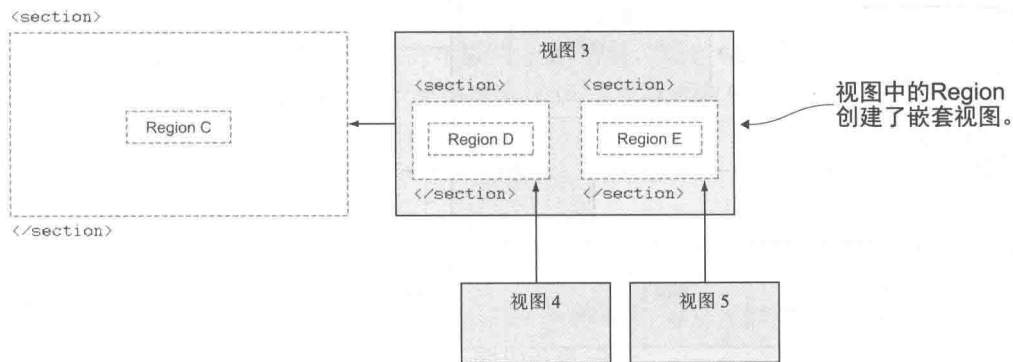 <section>
视图 3
<section>
<section>
视图中的Region
创建了嵌套视图。
Region C
Region D
Region E
</section>
</section>
</section>
视图 4
视图 5